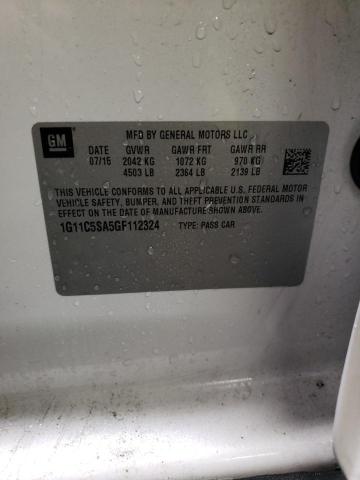 GM
MFD BY GENERAL MOTORS LLC
DATE GVWR GAWR FRT GAWR RR
07/15 2042 KG 1072 KG 970 KG
4503 LB 2364 LB 2139 LB
THIS VEHICLE CONFORMS TO ALL APPLICABLE U.S. FEDERAL MOTOR
VEHICLE SAFETY, BUMPER, AND THEFT PREVENTION STANDARDS
IN EFFECT ON THE DATE OF MANUFACTURE SHOWN ABOVE.
1G11C5SA5GF112324 TYPE: PASS CAR